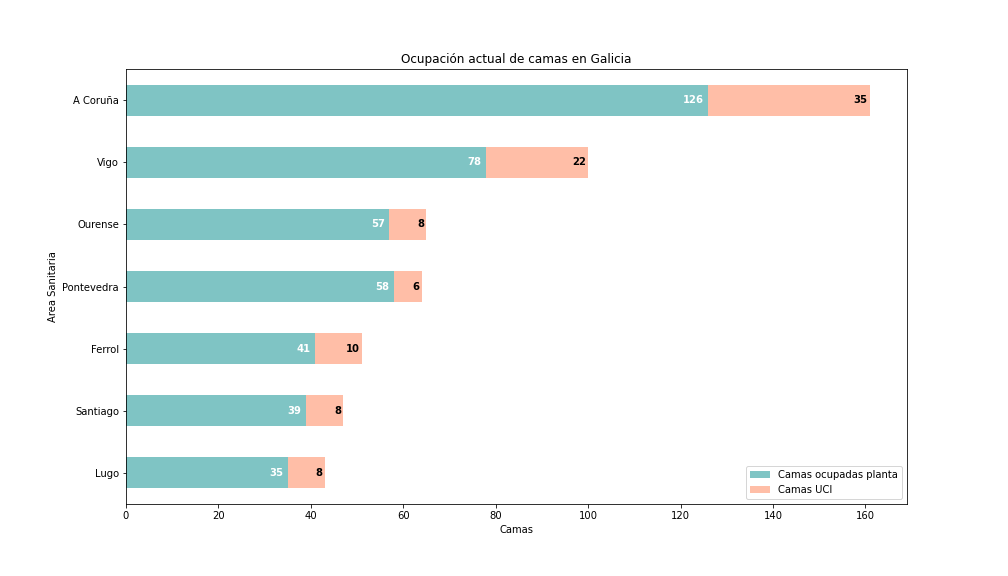 Ocupación actual de camas en Galicia
A Coruña
126
35
Vigo
78
22
Ourense
57
8
Area Sanitaria
Pontevedra
58
6
Ferrol
41
10
Santiago
39
8
Lugo
35
8
Camas ocupadas planta
Camas UCI
0 20 40 60 80 100 120 140 160
Camas